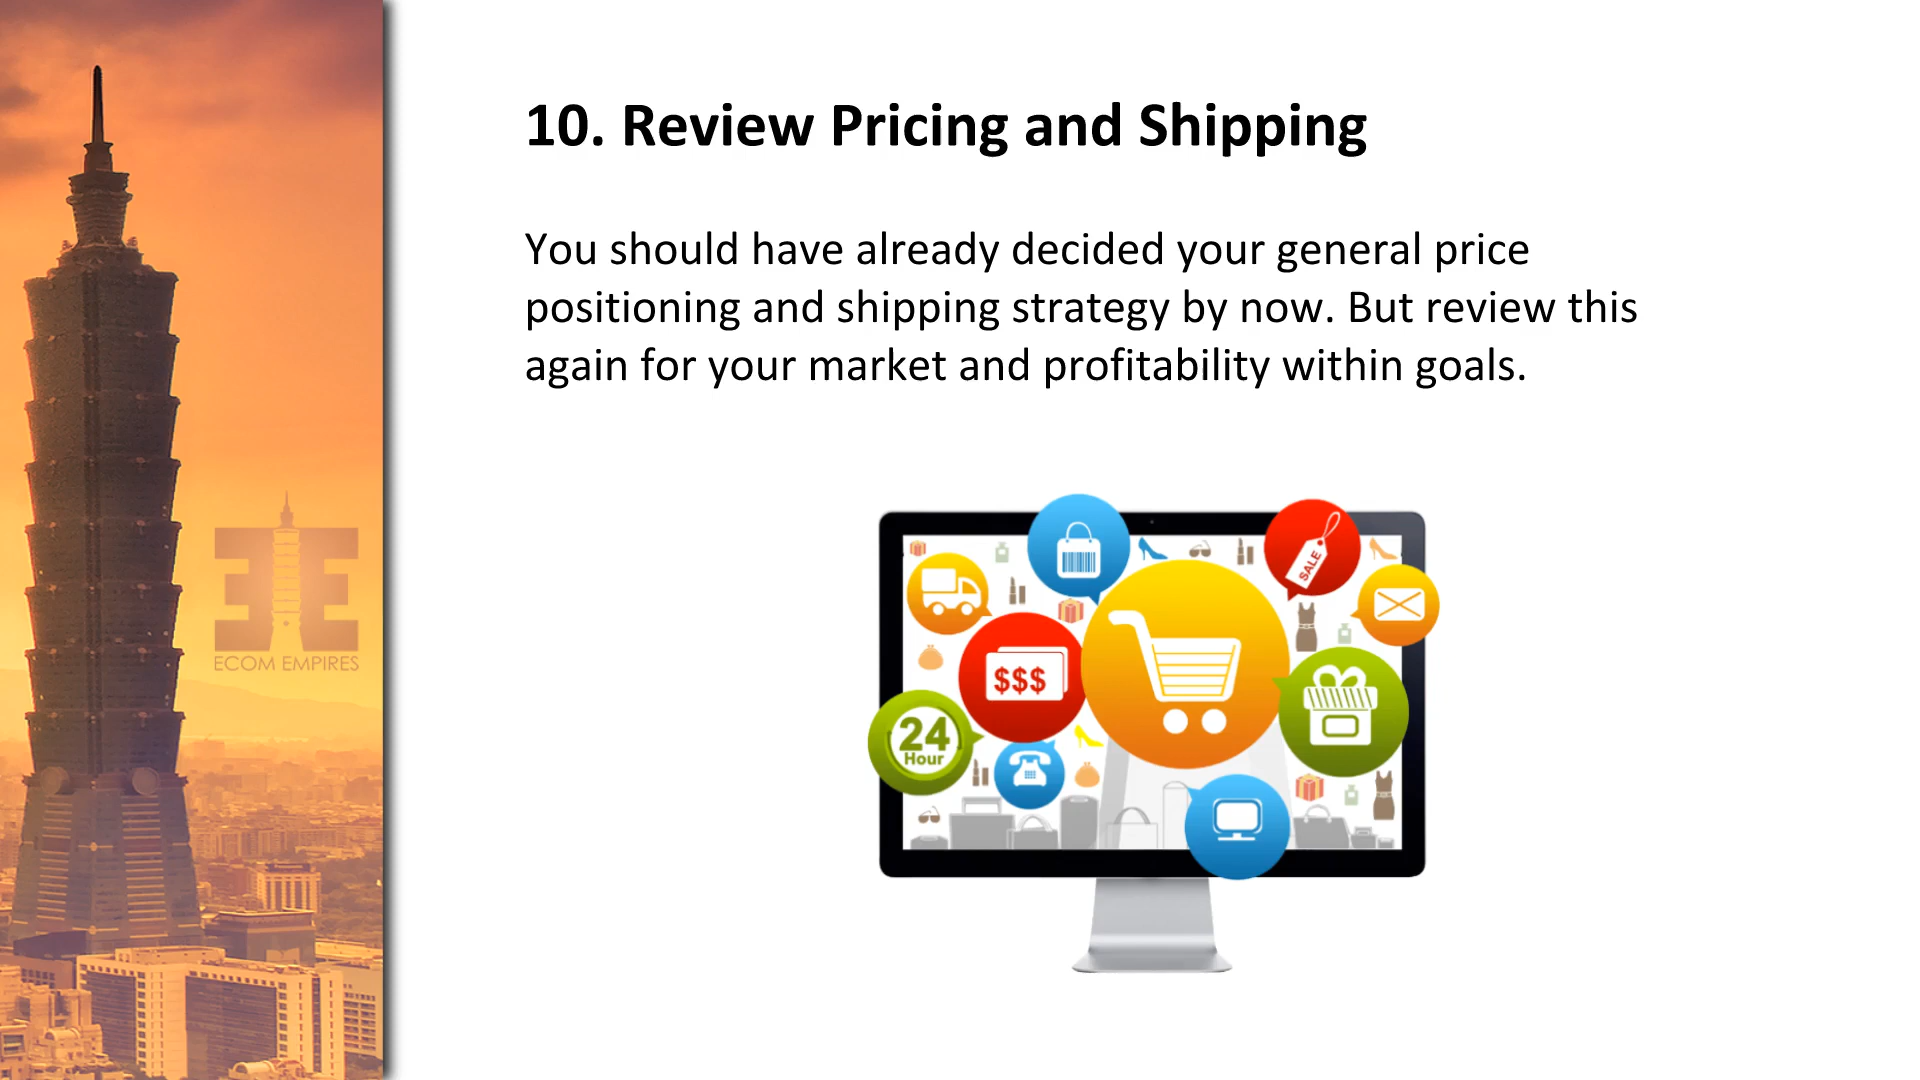 10. Review Pricing and Shipping
You should have already decided your general price
positioning and shipping strategy by now. But review this
again for your market and profitability within goals.
ECOM EMPIRES
SALE
$$$
24
Hour